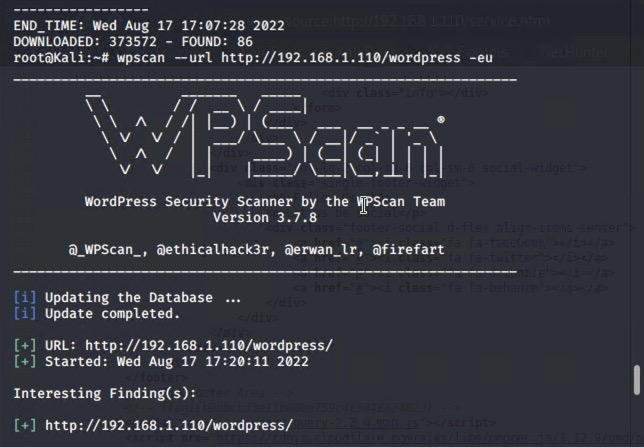 -----------------
END_TIME: Wed Aug 17 17:07:28 2022
DOWNLOADED: 373572 - FOUND: 86
root@Kali:~# wpscan --url http://192.168.1.110/wordpress -eu
WPScan®
WordPress Security Scanner by the WPScan Team
Version 3.7.8
@_WPScan_, @ethicalhack3r, @erwan_lr, @firefart
[i] Updating the Database ...
[i] Update completed.
[+] URL: http://192.168.1.110/wordpress/
[+] Started: Wed Aug 17 17:20:11 2022
Interesting Finding(s):
[+] http://192.168.1.110/wordpress/